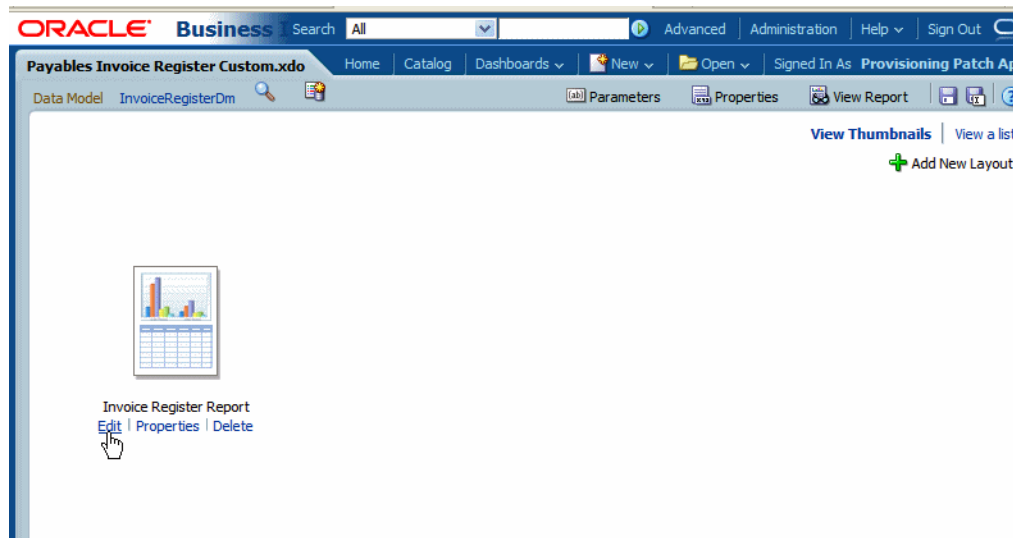 ORACLE Business I Search All Advanced Administration Help Sign Out
Payables Invoice Register Custom.xdo Home Catalog Dashboards New Open Signed In As Provisioning Patch Ap
Data Model InvoiceRegisterDm Parameters Properties View Report
View Thumbnails View a list
Add New Layout
Invoice Register Report
Edit Properties Delete